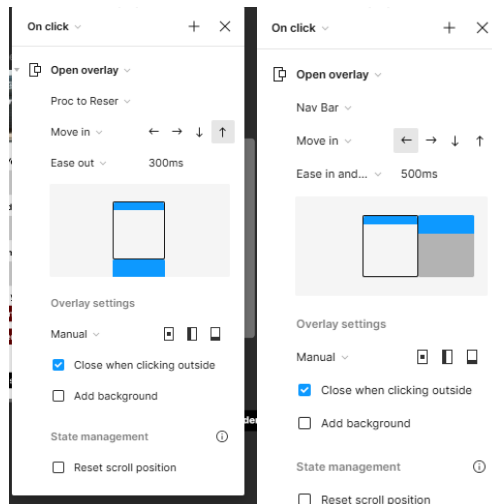 On click
Open overlay
Proc to Reser
Move in
Ease out 300ms
Overlay settings
Manual
Close when clicking outside
Add background
State management
Reset scroll position
On click
Open overlay
Nav Bar
Move in
Ease in and... 500ms
Overlay settings
Manual
Close when clicking outside
Add background
State management
Reset scroll position